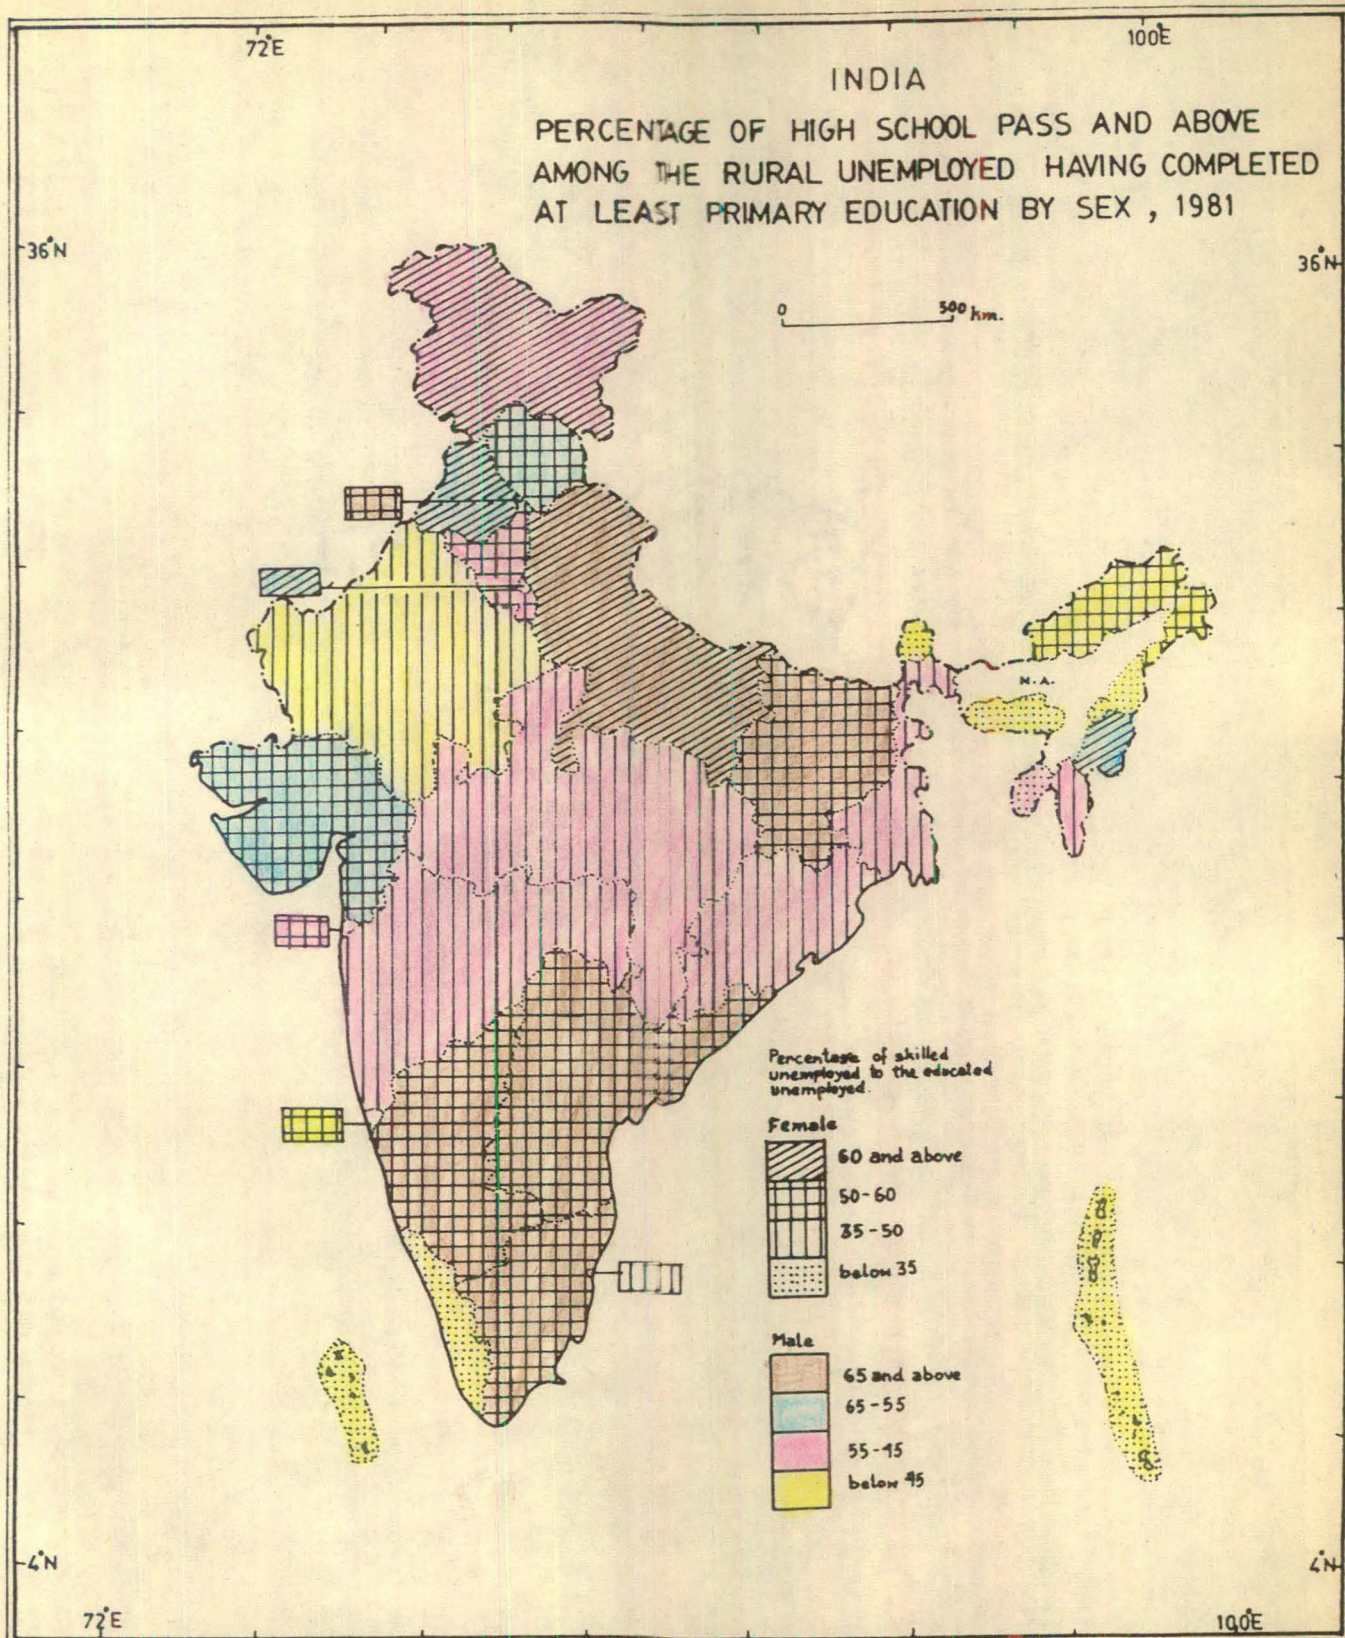 72°E
100°E
INDIA
PERCENTAGE OF HIGH SCHOOL PASS AND ABOVE
AMONG THE RURAL UNEMPLOYED HAVING COMPLETED
AT LEAST PRIMARY EDUCATION BY SEX , 1981
36°N
36°N
0 500 km.
N.A.
Percentage of skilled
unemployed to the educated
unemployed.
Female
60 and above
50-60
35-50
below 35
Male
65 and above
65-55
55-45
below 45
4°N
4°N
72°E
100°E